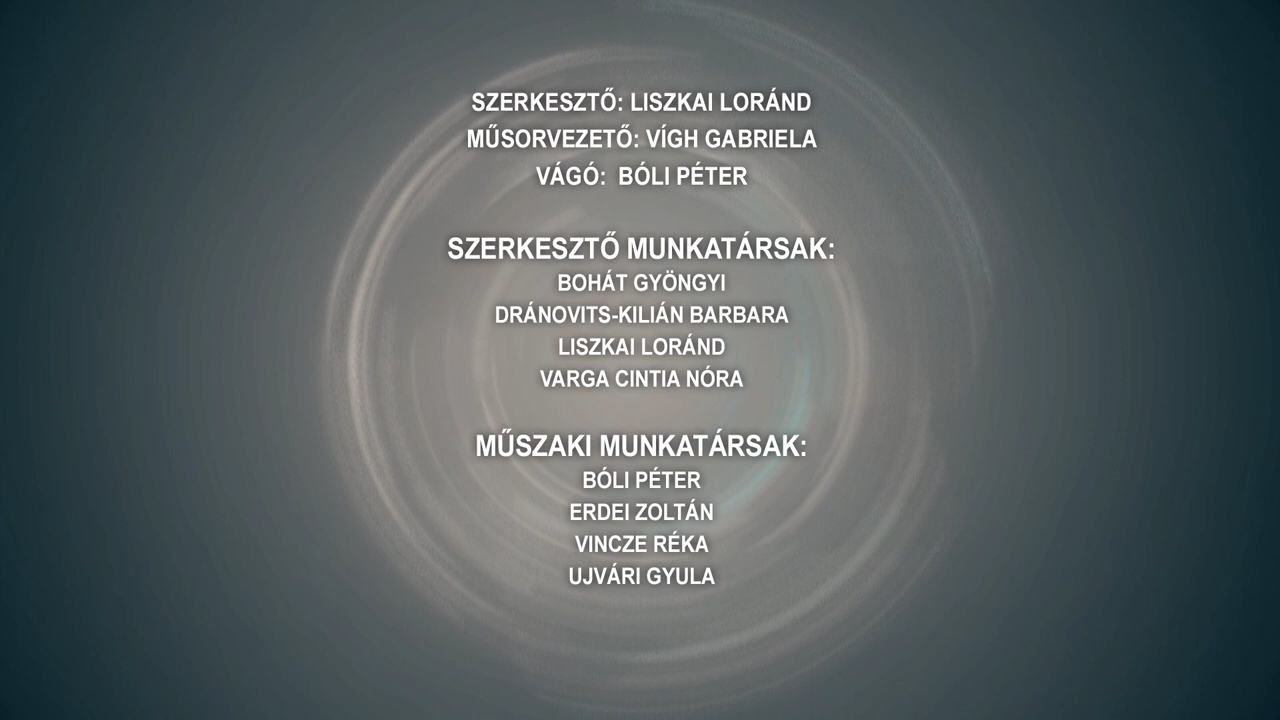 SZERKESZTŐ: LISZKAI LORÁND
MŰSORVEZETŐ: VÍGH GABRIELA
VÁGÓ: BÓLI PÉTER
SZERKESZTŐ MUNKATÁRSAK:
BOHÁT GYÖNGYI
DRÁNOVITS-KILIÁN BARBARA
LISZKAI LORÁND
VARGA CINTIA NÓRA
MŰSZAKI MUNKATÁRSAK:
BÓLI PÉTER
ERDEI ZOLTÁN
VINCZE RÉKA
UJVÁRI GYULA